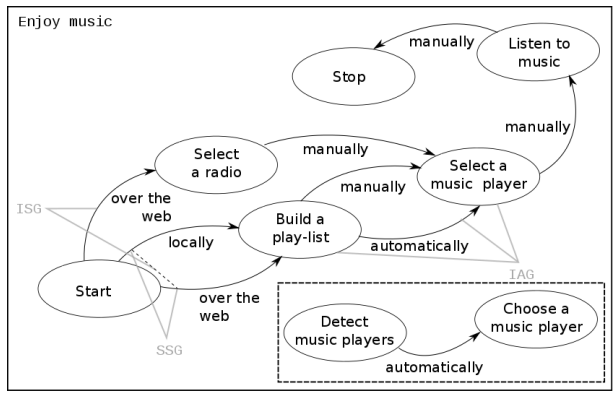 Enjoy music
manually
Listen to
music
Stop
manually
Select
a radio
manually
Select a
music player
manually
ISG
over the
web
Build a
play-list
locally
automatically
IAG
Start
over the
web
SSG
Detect
music players
Choose a
music player
automatically